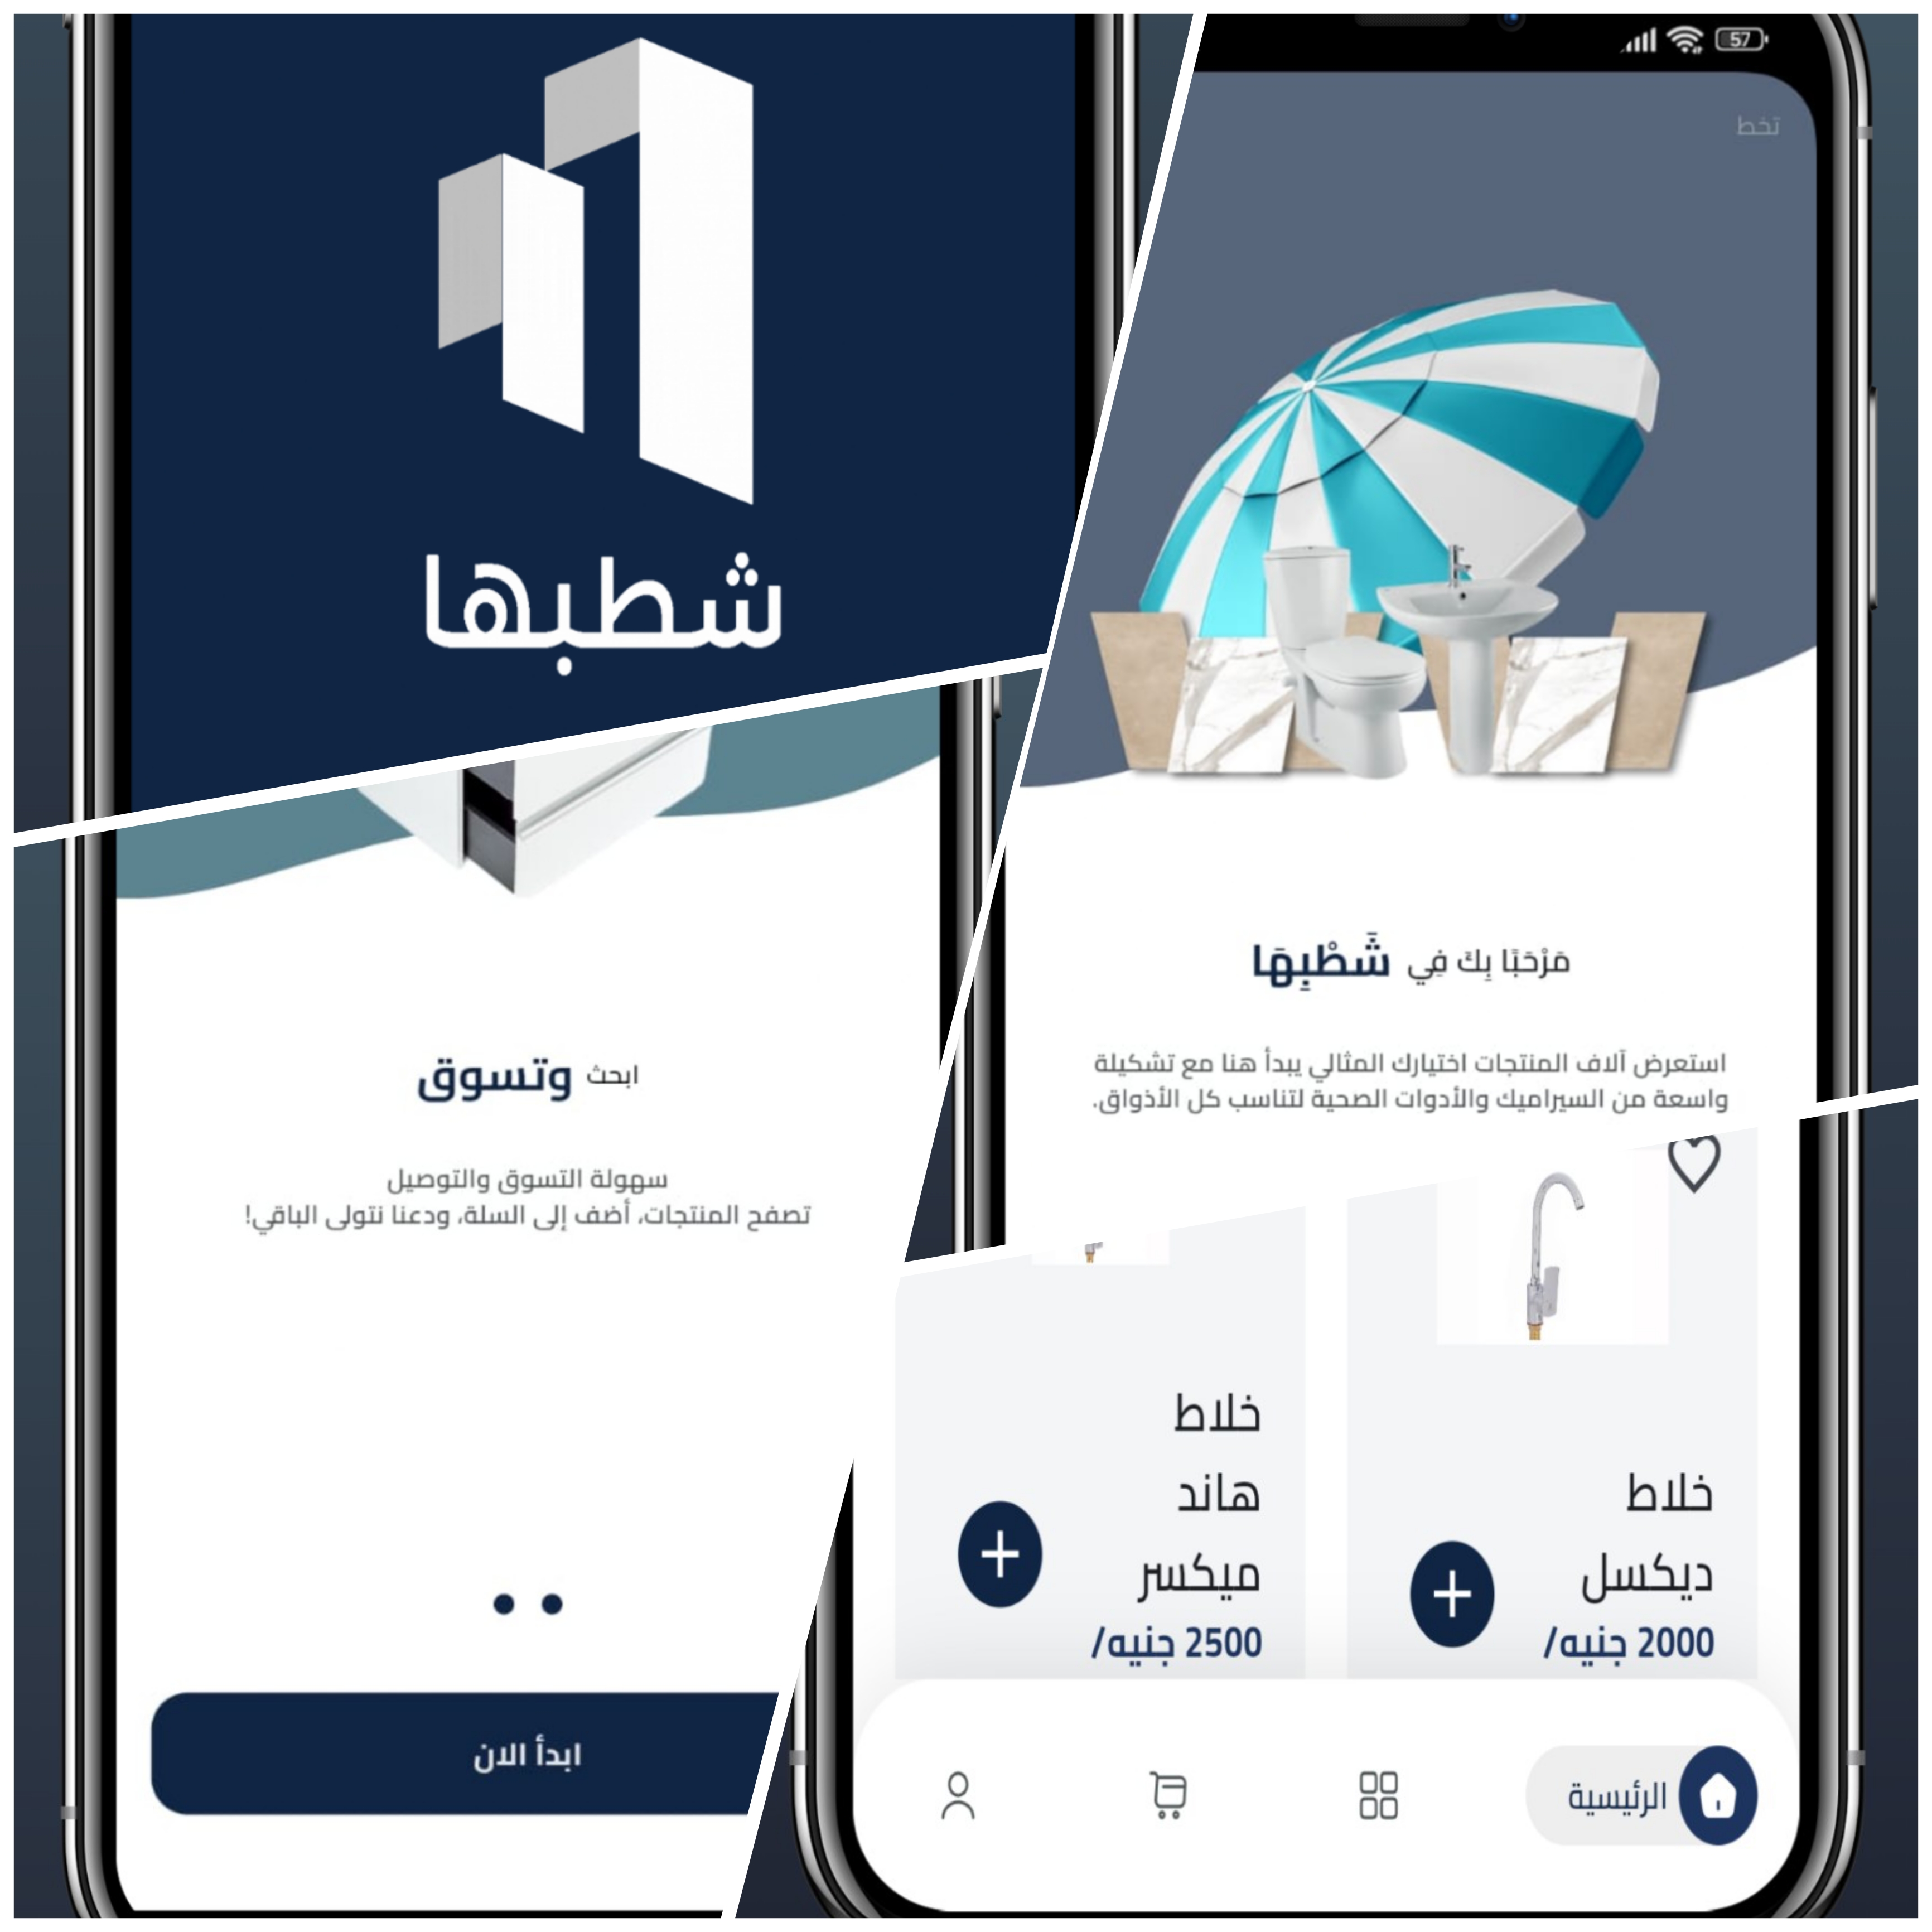 شطبها
57
تخط
مَرْحَبًا بِكَ فِي شَطْبِهَا
استعرض آلاف المنتجات اختيارك المثالي يبدأ هنا مع تشكيلة
واسعة من السيراميك والأدوات الصحية لتناسب كل الأذواق.
ابحث وتسوق
سهولة التسوق والتوصيل
تصفح المنتجات، أضف إلى السلة، ودعنا نتولى الباقي!
ابدأ الان
خلاط
ديكسل
2000 جنيه/
خلاط
هاند
ميكسر
2500 جنيه/
الرئيسية